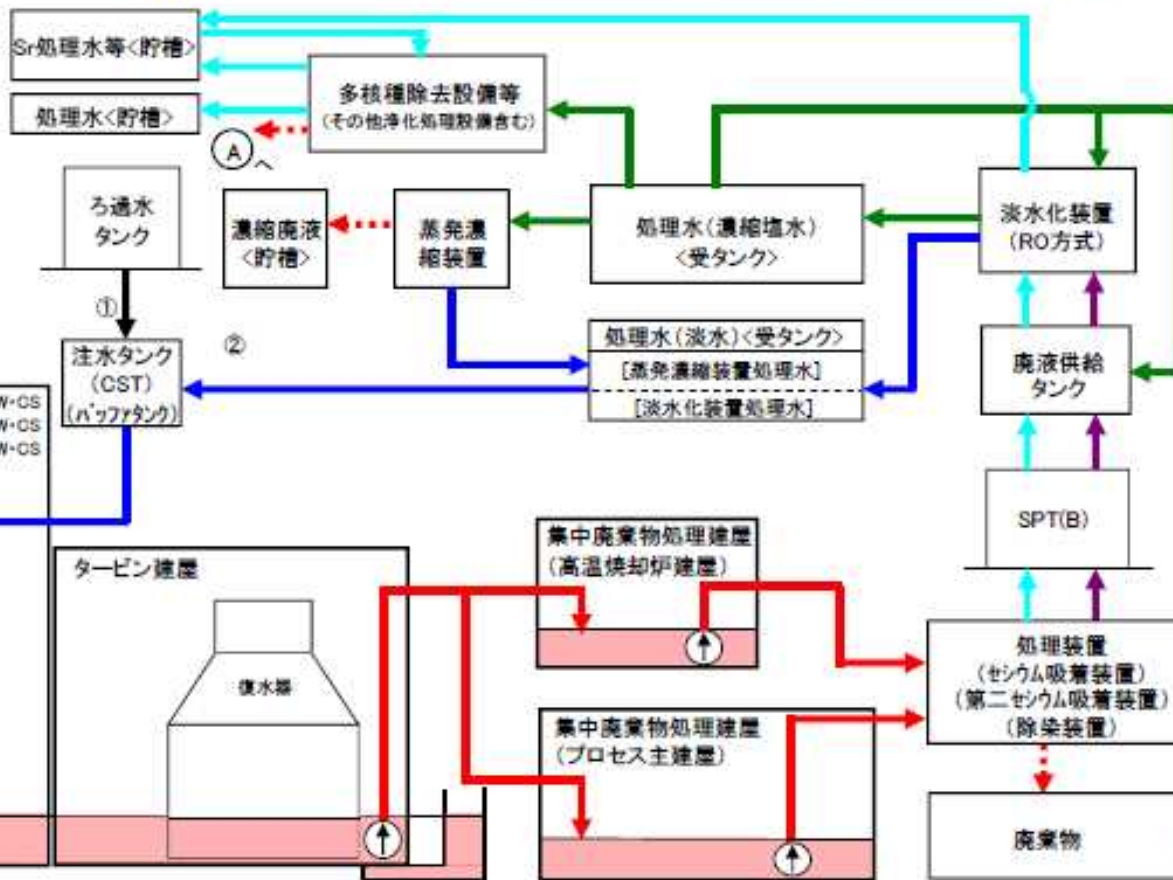 Sr処理水等<貯槽>
処理水<貯槽>
多核種除去設備等
(その他浄化処理設備含む)
A
へ
ろ過水
タンク
濃縮廃液
<貯槽>
蒸発濃
縮装置
処理水(濃縮塩水)
<受タンク>
淡水化装置
(RO方式)
①
②
注水タンク
(CST)
(バッファタンク)
処理水(淡水)<受タンク>
[蒸発濃縮装置処理水]
[淡水化装置処理水]
廃液供給
タンク
W・CS
W・CS
W・CS
SPT(B)
タービン建屋
復水器
集中廃棄物処理建屋
(高温焼却炉建屋)
集中廃棄物処理建屋
(プロセス主建屋)
処理装置
(セシウム吸着装置)
(第二セシウム吸着装置)
(除染装置)
廃棄物